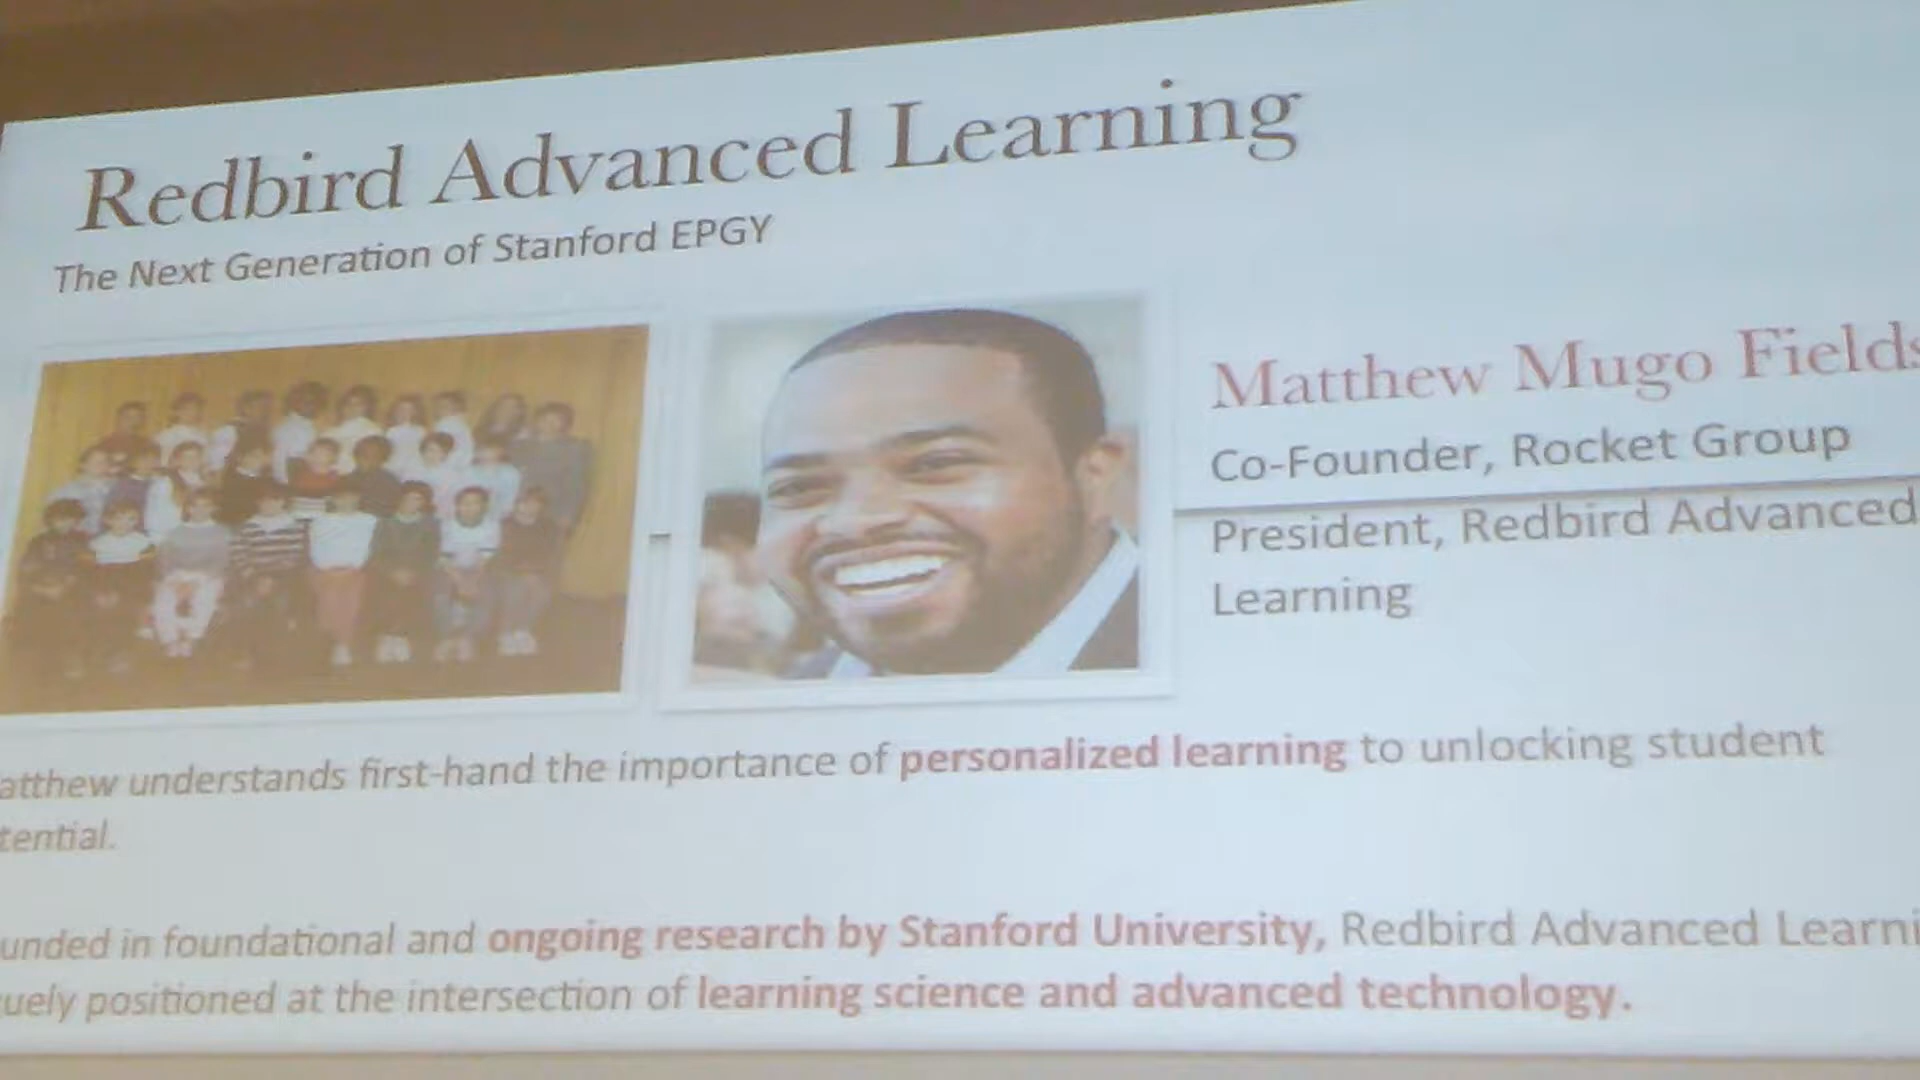 Redbird Advanced Learning
The Next Generation of Stanford EPGY
Matthew Mugo Fields
Co-Founder, Rocket Group
President, Redbird Advanced
Learning
atthew understands first-hand the importance of personalized learning to unlocking student
tential.
unded in foundational and ongoing research by Stanford University, Redbird Advanced Learni
uely positioned at the intersection of learning science and advanced technology.